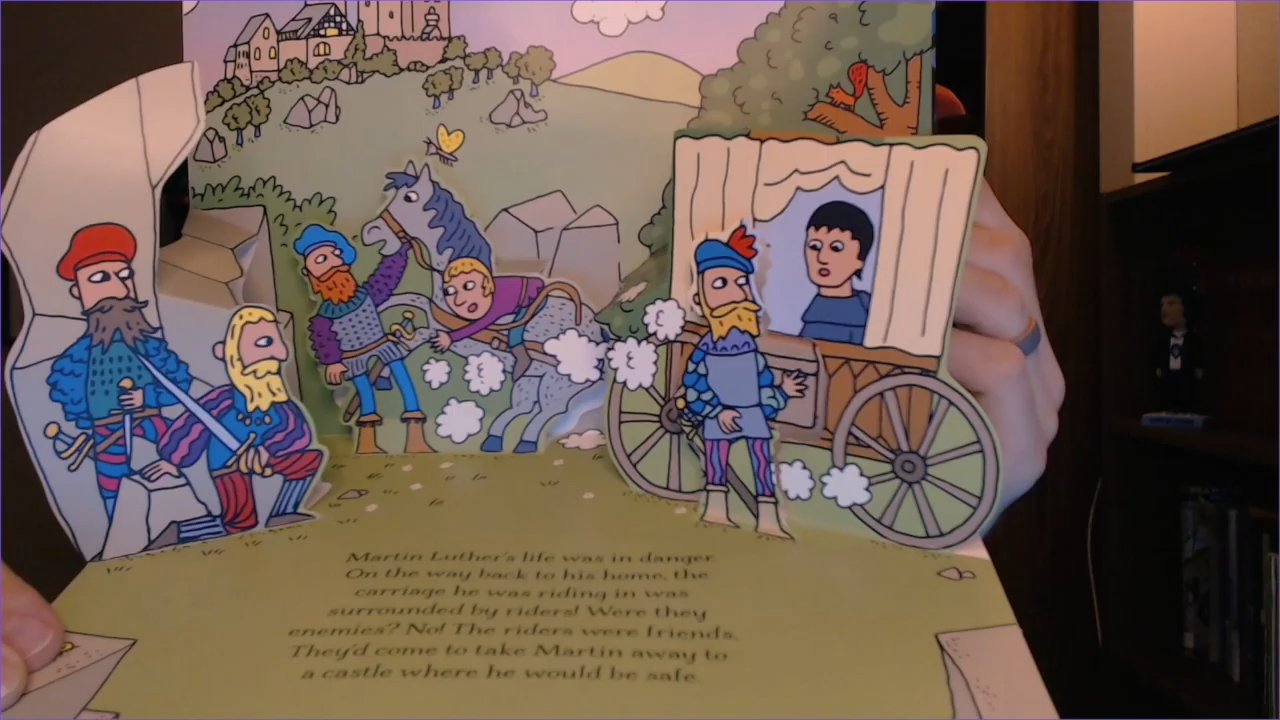 Martin Luther's life was in danger.
On the way back to his home, the
carriage he was riding in was
surrounded by riders! Were they
enemies? No! The riders were friends.
They'd come to take Martin away to
a castle where he would be safe.